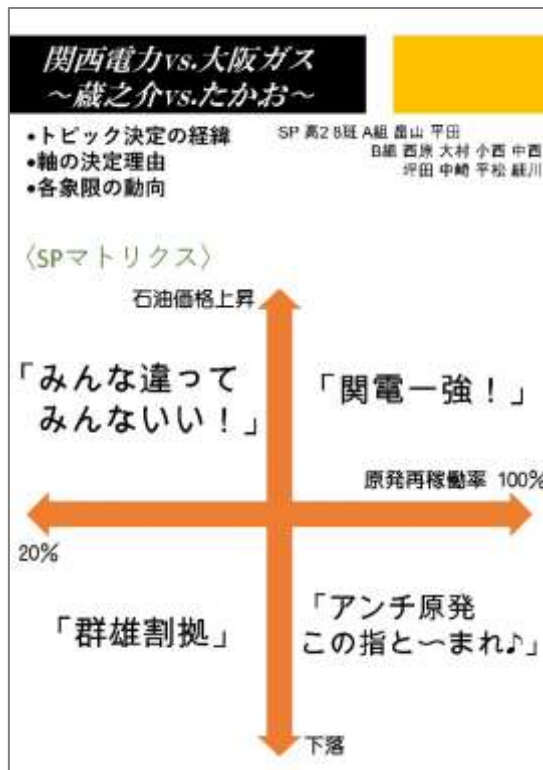 関西電力vs.大阪ガス
～蔵之介vs.たかお～
•トピック決定の経緯
•軸の決定理由
•各象限の動向
SP 高2 8班 A組 畠山 平田
B組 西原 大村 小西 中西
坪田 中崎 平松 細川
〈SPマトリクス〉
石油価格上昇
「みんな違って
みんないい！」
「関電一強！」
原発再稼働率 100%
20%
「群雄割拠」
「アンチ原発
この指と〜まれ♪」
下落